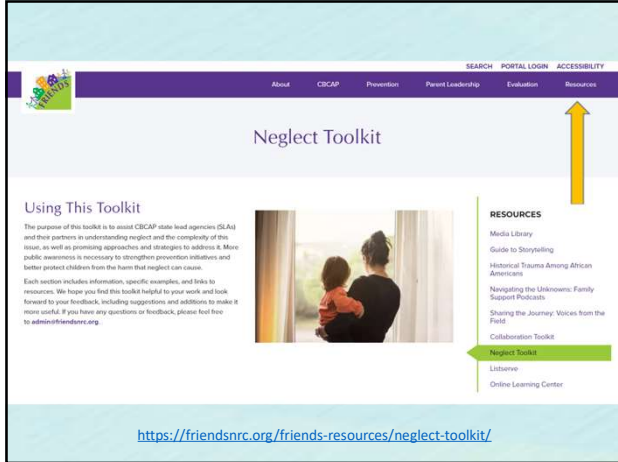 SEARCH PORTAL LOGIN ACCESSIBILITY
FRIENDS
About CBCAP Prevention Parent Leadership Evaluation Resources
Neglect Toolkit
Using This Toolkit
The purpose of this toolkit is to assist CBCAP state lead agencies (SLAs)
and their partners in understanding neglect and the complexity of this
issue, as well as promising approaches and strategies to address it. More
public awareness is necessary to strengthen prevention initiatives and
better protect children from the harm that neglect can cause.
Each section includes information, specific examples, and links to
resources. We hope you find this toolkit helpful to your work and look
forward to your feedback, including suggestions and additions to make it
more useful. If you have any questions or feedback, please feel free
to admin@friendsnrc.org.
RESOURCES
Media Library
Guide to Storytelling
Historical Trauma Among African
Americans
Navigating the Unknowns: Family
Support Podcasts
Sharing the Journey: Voices from the
Field
Collaboration Toolkit
Neglect Toolkit
Listserve
Online Learning Center
https://friendsnrc.org/friends-resources/neglect-toolkit/